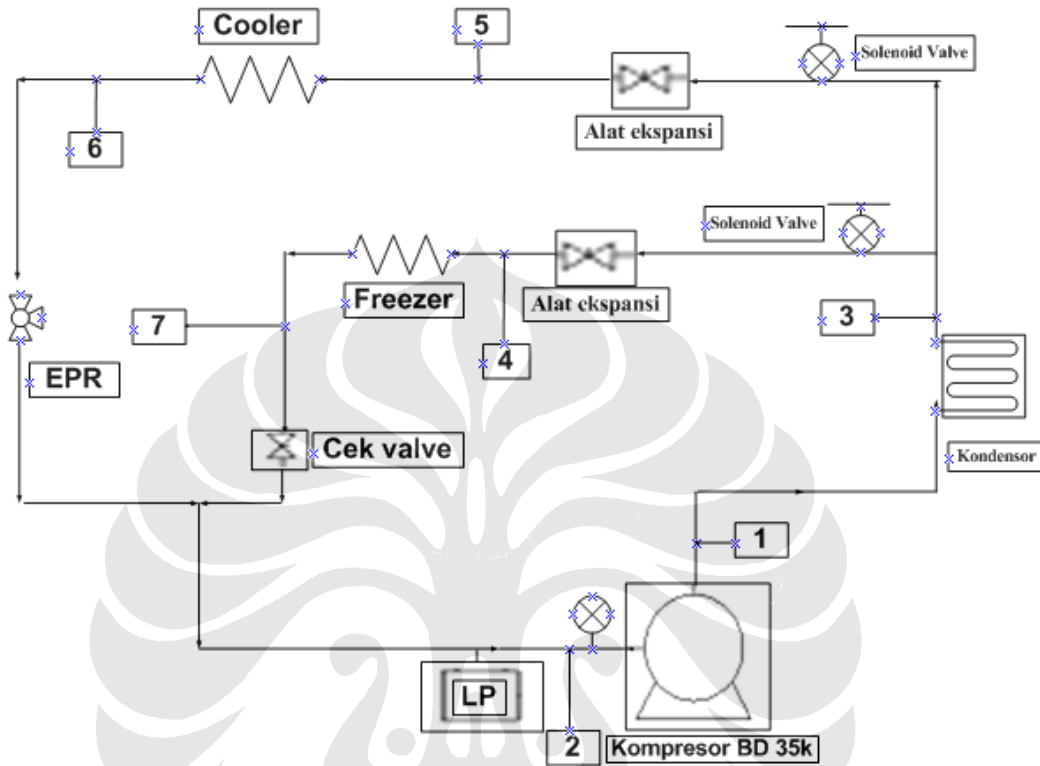 Cooler
5
Solenoid Valve
Alat ekspansi
6
Solenoid Valve
Freezer
Alat ekspansi
7
4
3
EPR
Cek valve
Kondensor
1
LP
2
Kompresor BD 35k